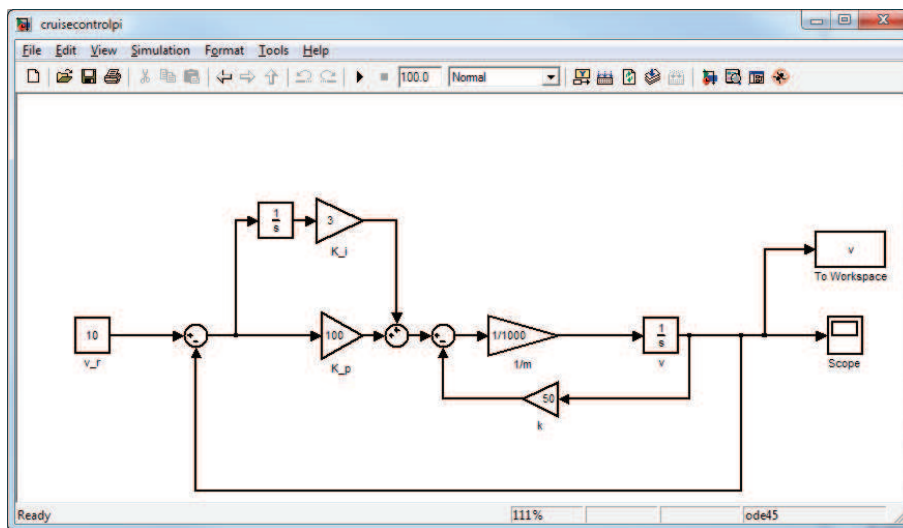 cruisecontrolpi
File Edit View Simulation Format Tools Help
100.0 Normal
1
s
3
K_i
v
To Workspace
10
v_r
+
-
100
K_p
+
+
+
-
1/1000
1/m
1
s
v
Scope
50
k
Ready 111% ode45